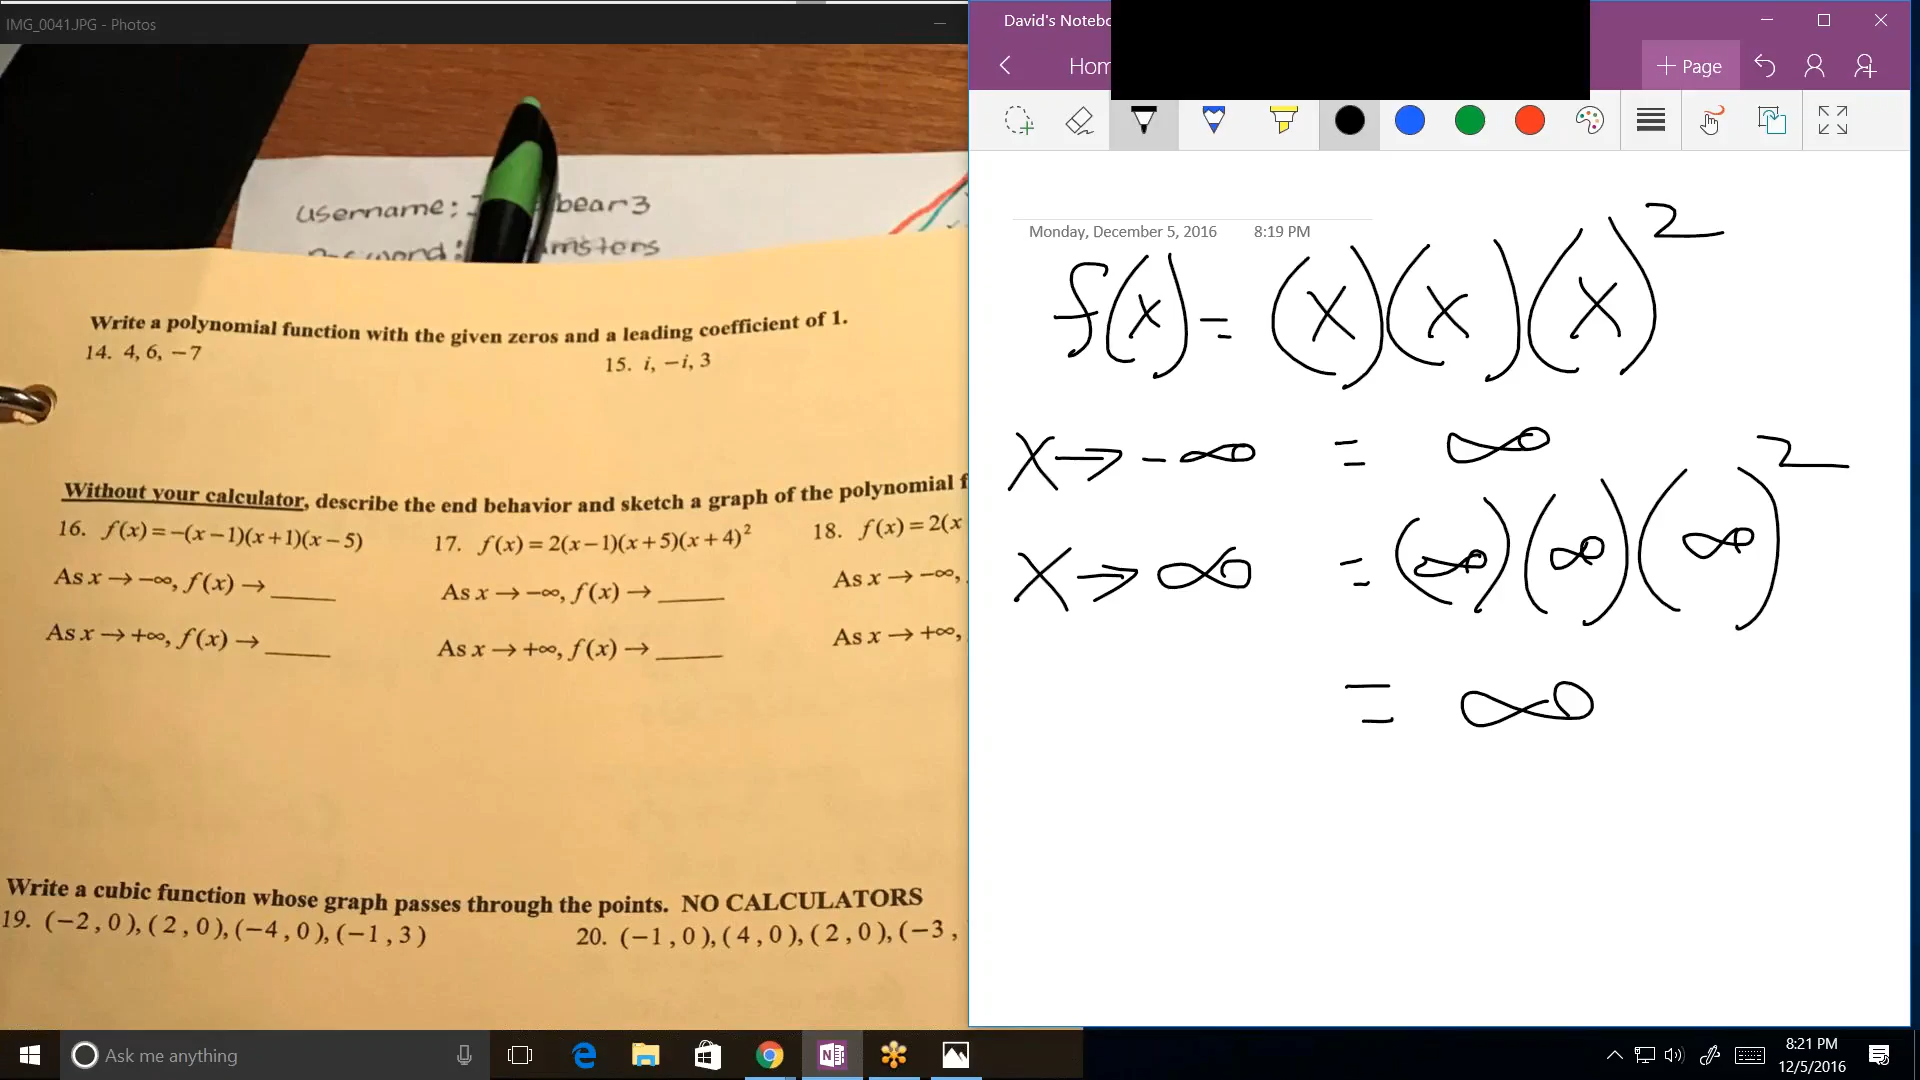 IMG_0041.JPG - Photos
username: bear3
msters
Write a polynomial function with the given zeros and a leading coefficient of 1.
14. 4, 6, −7
15. i, −i, 3
Without your calculator, describe the end behavior and sketch a graph of the polynomial f
16. f(x)=−(x−1)(x+1)(x−5)
17. f(x)=2(x−1)(x+5)(x+4)²
18. f(x)=2(x
As x→−∞, f(x)→_____
As x→−∞, f(x)→_____
As x→−∞,
As x→+∞, f(x)→_____
As x→+∞, f(x)→_____
As x→+∞,
Write a cubic function whose graph passes through the points. NO CALCULATORS
19. (−2,0),(2,0),(−4,0),(−1,3)
20. (−1,0),(4,0),(2,0),(−3,
David's Notebo
Hom
+ Page
Monday, December 5, 2016 8:19 PM
f(x)=(x)(x)(x)²
x→-∞ = ∞
x→∞ =(∞)(∞)(∞)²
= ∞
Ask me anything
8:21 PM
12/5/2016